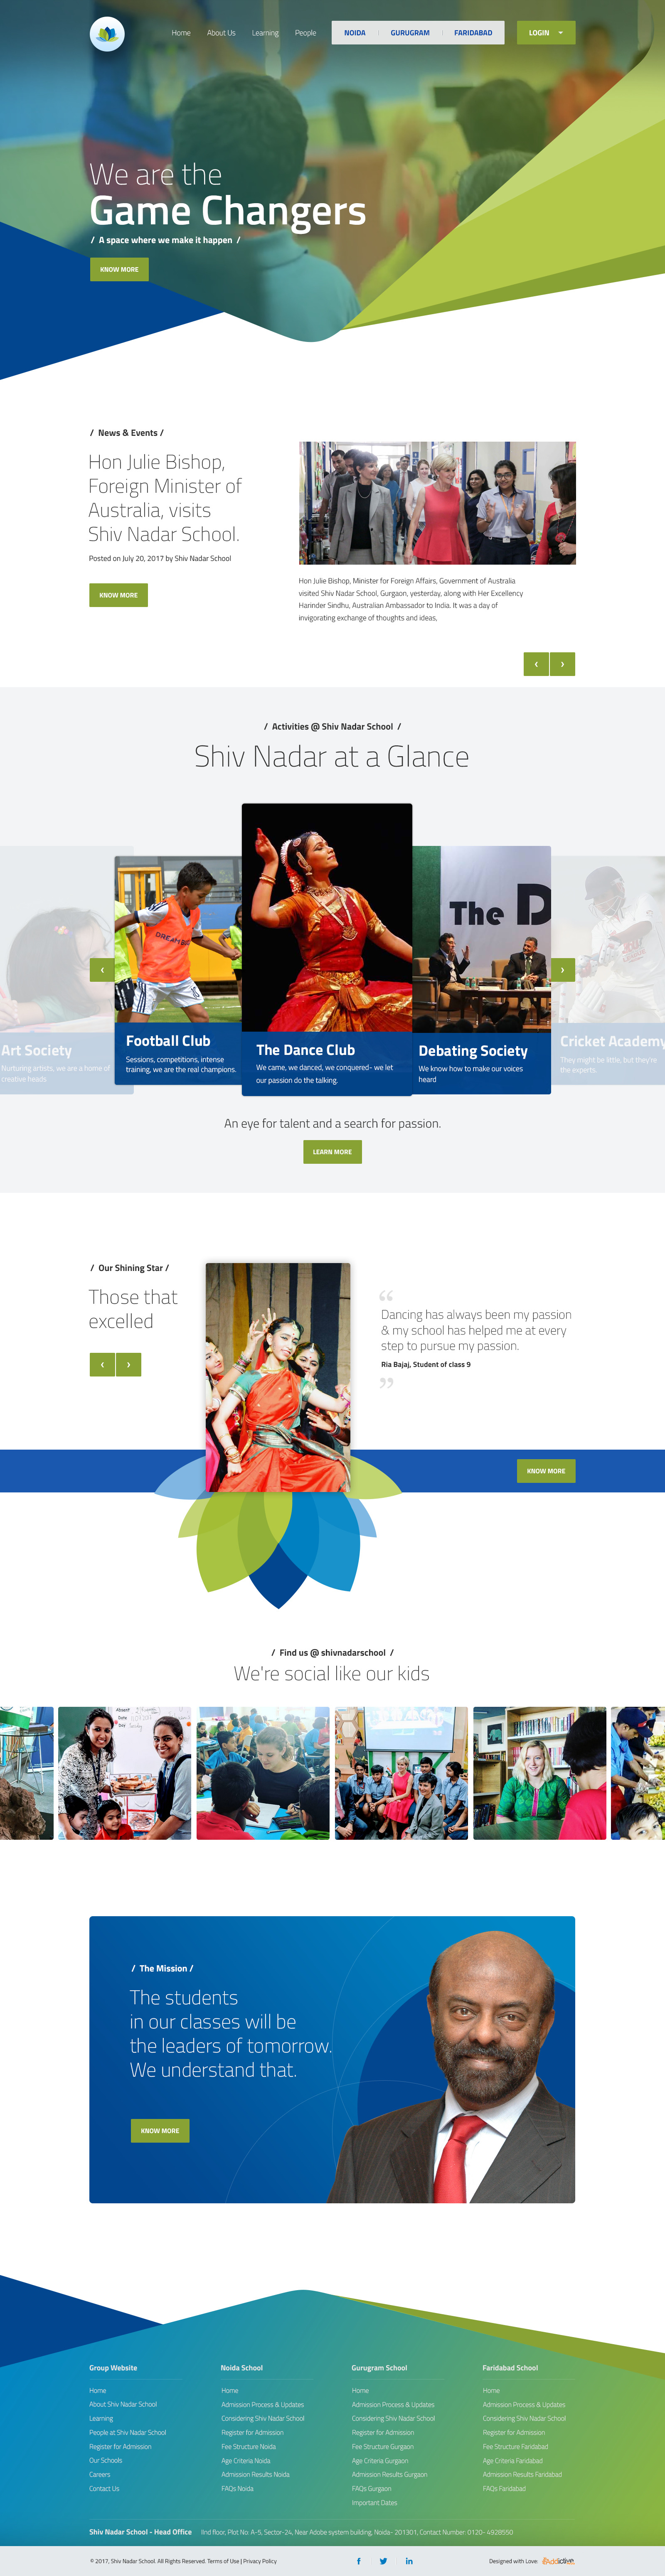 Home About Us Learning People NOIDA GURUGRAM FARIDABAD LOGIN
We are the
Game Changers
/ A space where we make it happen /
KNOW MORE
/ News & Events /
Hon Julie Bishop,
Foreign Minister of
Australia, visits
Shiv Nadar School.
Posted on July 20, 2017 by Shiv Nadar School
KNOW MORE
Hon Julie Bishop, Minister for Foreign Affairs, Government of Australia
visited Shiv Nadar School, Gurgaon, yesterday, along with Her Excellency
Harinder Sindhu, Australian Ambassador to India. It was a day of
invigorating exchange of thoughts and ideas,
/ Activities @ Shiv Nadar School /
Shiv Nadar at a Glance
DREAM
The D
Art Society
Nurturing artists, we are a home of
creative heads
Football Club
Sessions, competitions, intense
training, we are the real champions.
The Dance Club
We came, we danced, we conquered- we let
our passion do the talking.
Debating Society
We know how to make our voices
heard
Cricket Academy
They might be little, but they're
the experts
An eye for talent and a search for passion.
LEARN MORE
/ Our Shining Star /
Those that
excelled
“
Dancing has always been my passion
& my school has helped me at every
step to pursue my passion.
Ria Bajaj, Student of class 9
”
KNOW MORE
/ Find us @ shivnadarschool /
We're social like our kids
/ The Mission /
The students
in our classes will be
the leaders of tomorrow.
We understand that.
KNOW MORE
Group Website
Home
About Shiv Nadar School
Learning
People at Shiv Nadar School
Register for Admission
Our Schools
Careers
Contact Us
Noida School
Home
Admission Process & Updates
Considering Shiv Nadar School
Register for Admission
Fee Structure Noida
Age Criteria Noida
Admission Results Noida
FAQs Noida
Gurugram School
Home
Admission Process & Updates
Considering Shiv Nadar School
Register for Admission
Fee Structure Gurgaon
Age Criteria Gurgaon
Admission Results Gurgaon
FAQs Gurgaon
Important Dates
Faridabad School
Home
Admission Process & Updates
Considering Shiv Nadar School
Register for Admission
Fee Structure Faridabad
Age Criteria Faridabad
Admission Results Faridabad
FAQs Faridabad
Shiv Nadar School - Head Office IInd floor, Plot No: A-5, Sector-24, Near Adobe system building, Noida- 201301, Contact Number: 0120- 4928550
© 2017, Shiv Nadar School. All Rights Reserved. Terms of Use | Privacy Policy
Designed with Love: Addictive